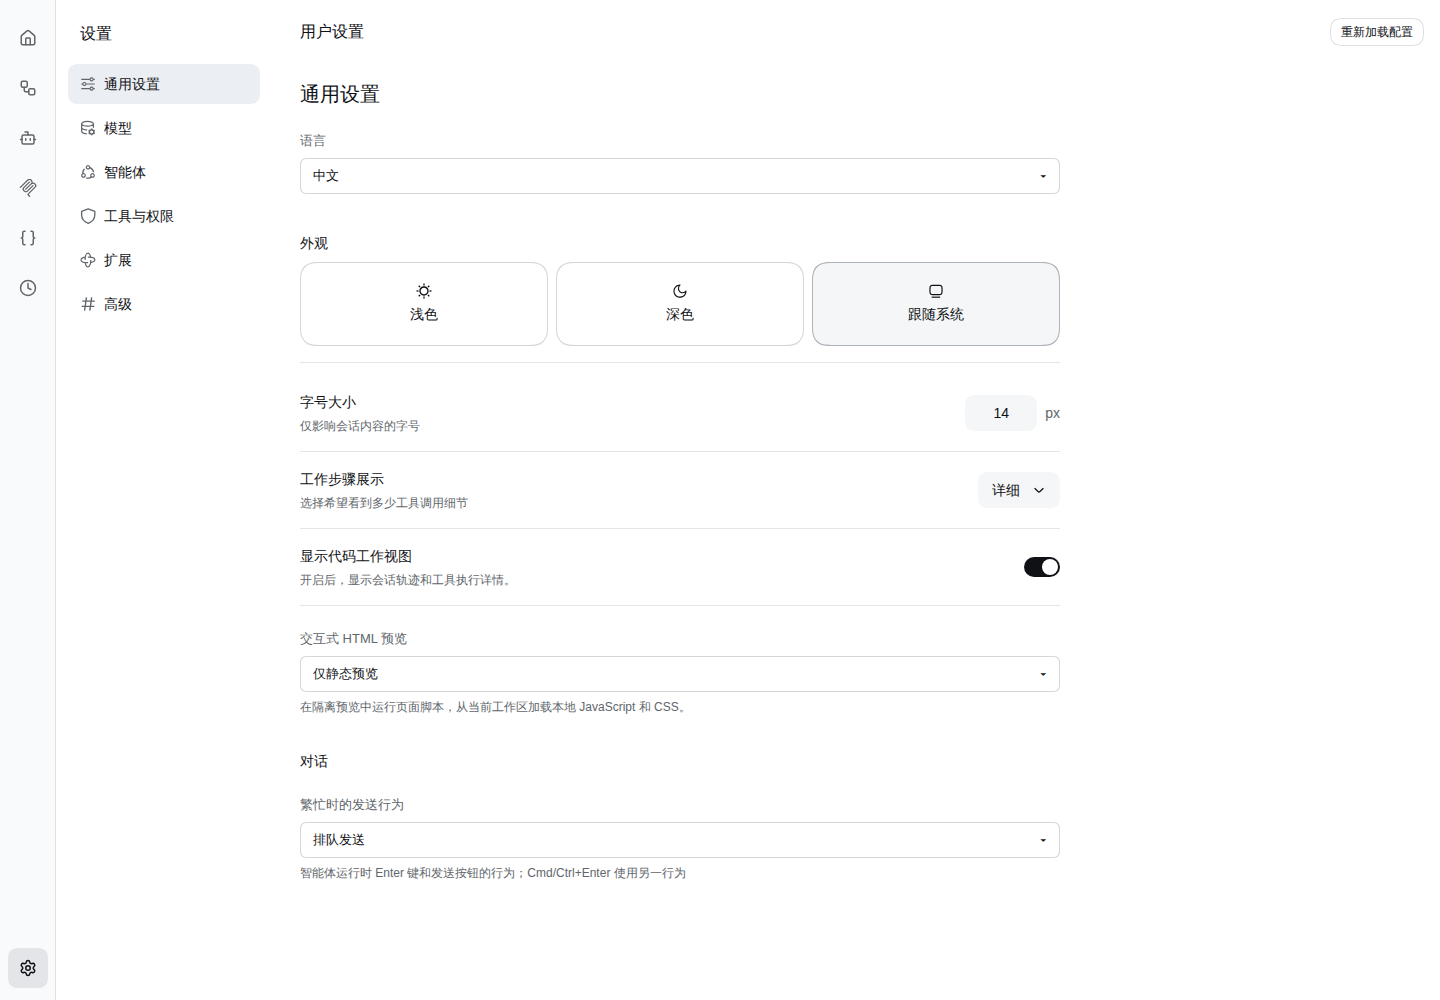 设置
通用设置
模型
智能体
工具与权限
扩展
高级
用户设置
重新加载配置
通用设置
语言
中文
外观
浅色
深色
跟随系统
字号大小
仅影响会话内容的字号
14 px
工作步骤展示
选择希望看到多少工具调用细节
详细
显示代码工作视图
开启后，显示会话轨迹和工具执行详情。
交互式 HTML 预览
仅静态预览
在隔离预览中运行页面脚本，从当前工作区加载本地 JavaScript 和 CSS。
对话
繁忙时的发送行为
排队发送
智能体运行时 Enter 键和发送按钮的行为；Cmd/Ctrl+Enter 使用另一行为